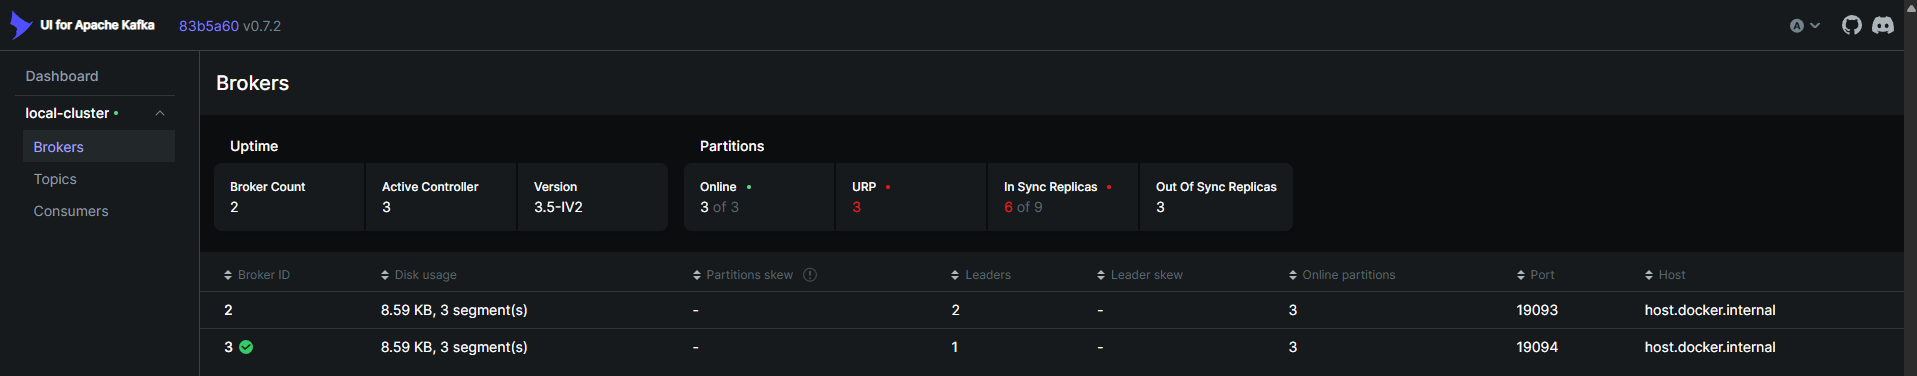 UI for Apache Kafka 83b5a60 v0.7.2 A
Dashboard
local-cluster
Brokers
Topics
Consumers
Brokers
Uptime
Broker Count
2
Active Controller
3
Version
3.5-IV2
Partitions
Online
3 of 3
URP
3
In Sync Replicas
6 of 9
Out Of Sync Replicas
3
Broker ID Disk usage Partitions skew Leaders Leader skew Online partitions Port Host
2 8.59 KB, 3 segment(s) - 2 - 3 19093 host.docker.internal
3 8.59 KB, 3 segment(s) - 1 - 3 19094 host.docker.internal